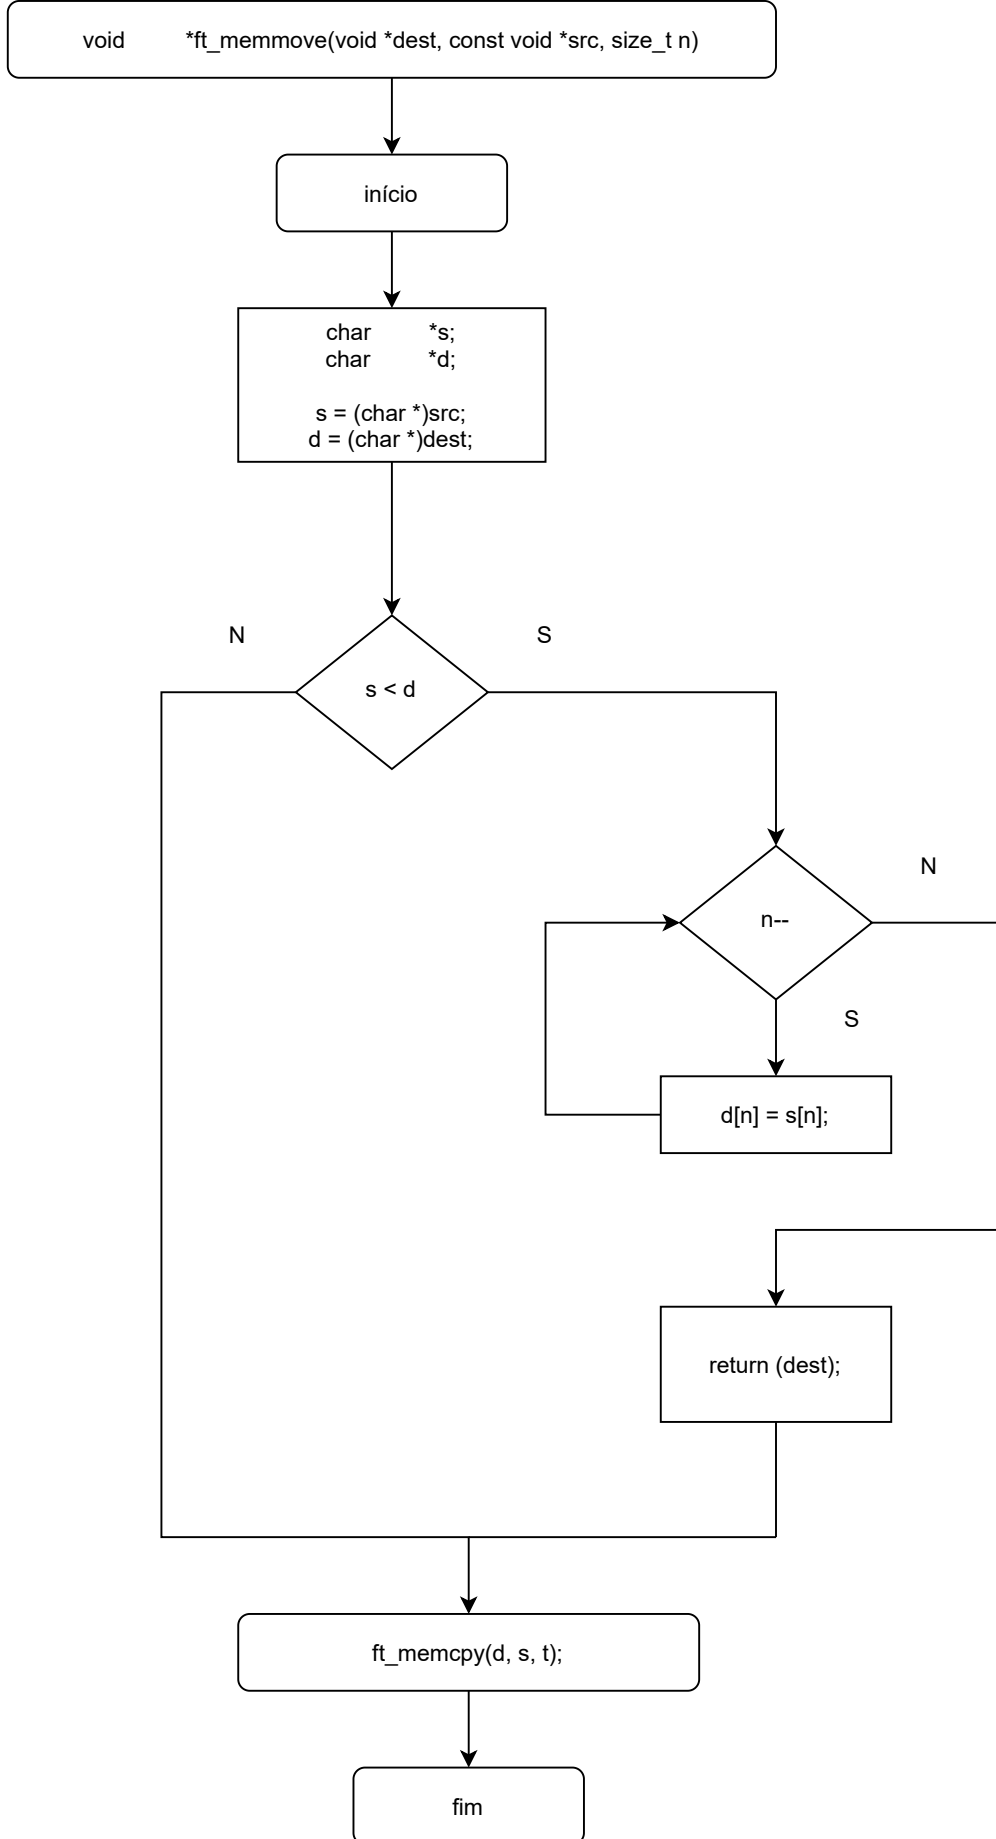 void *ft_memmove(void *dest, const void *src, size_t n)
início
char *s;
char *d;
s = (char *)src;
d = (char *)dest;
N
S
s < d
N
n--
S
d[n] = s[n];
return (dest);
ft_memcpy(d, s, t);
fim